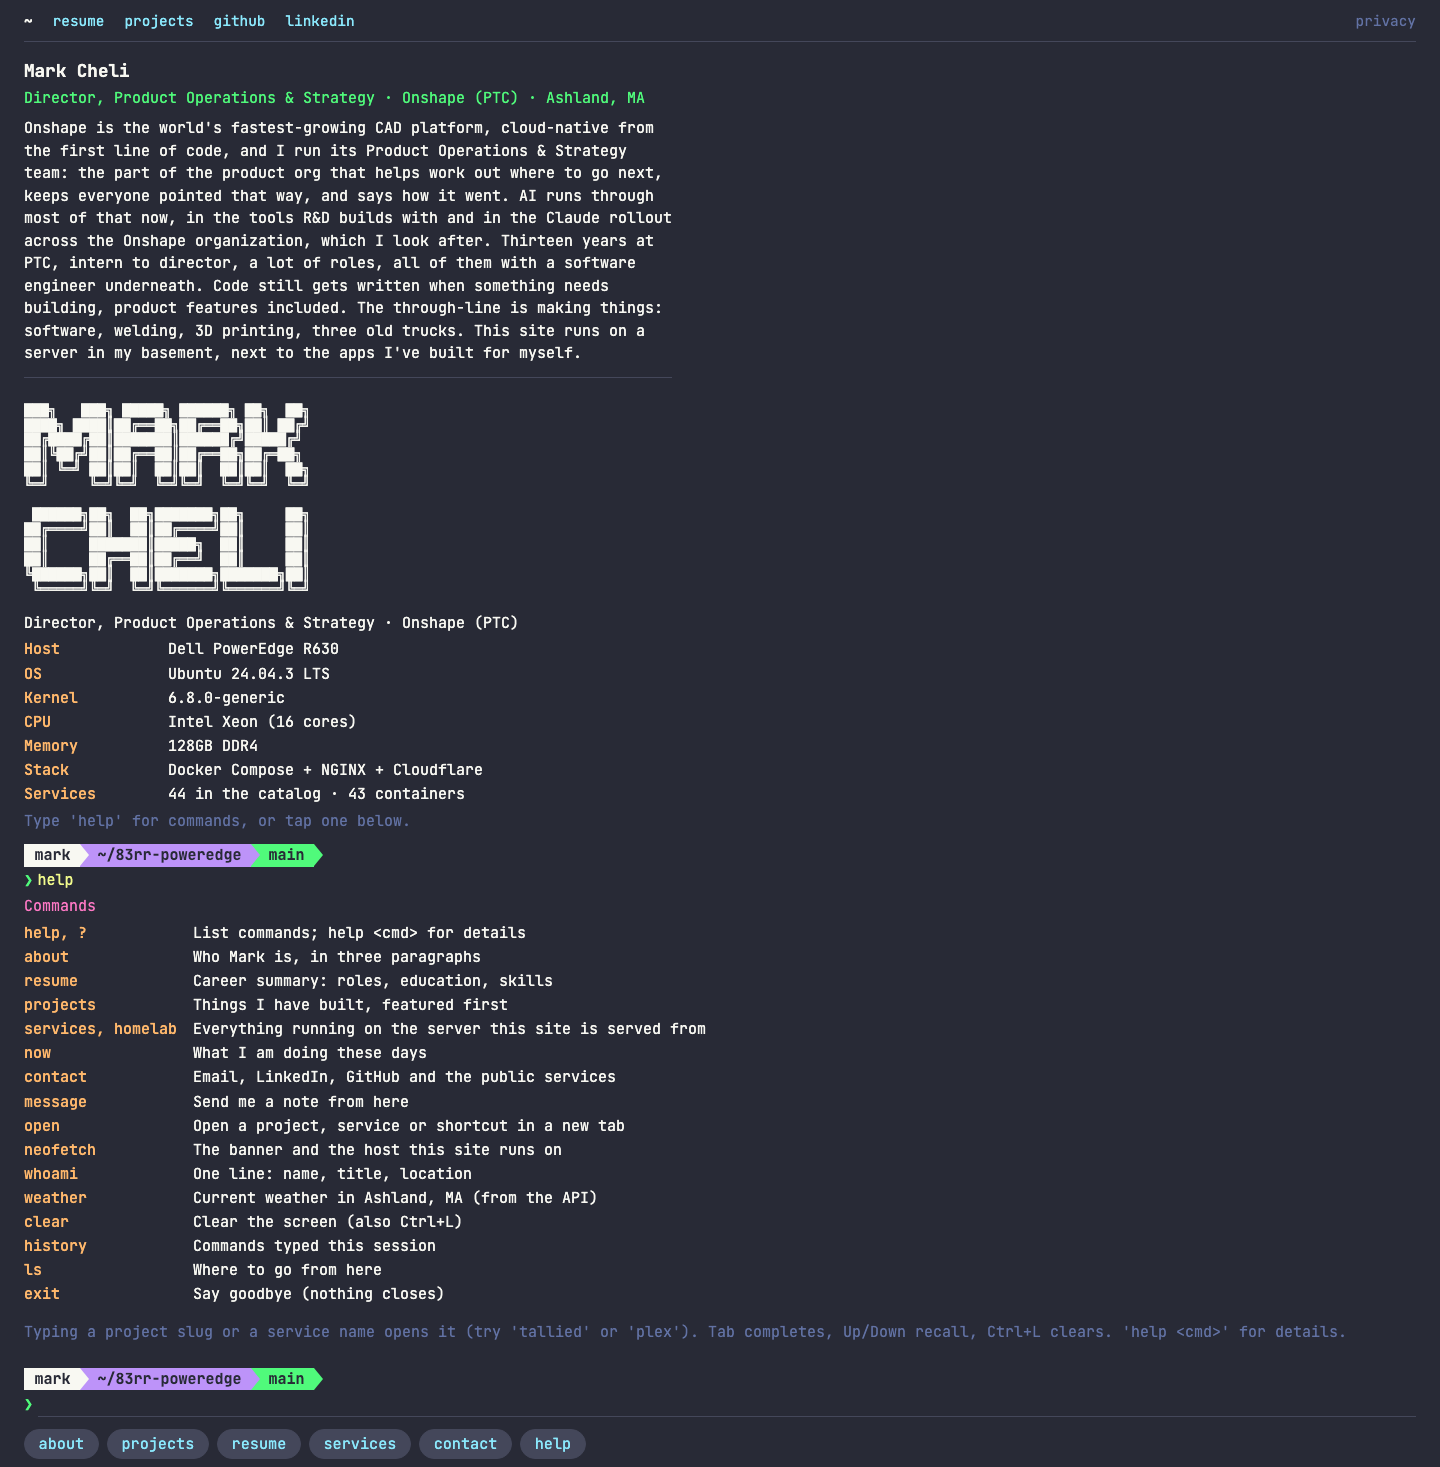 ~ resume projects github linkedin privacy
Mark Cheli
Director, Product Operations & Strategy · Onshape (PTC) · Ashland, MA
Onshape is the world's fastest-growing CAD platform, cloud-native from
the first line of code, and I run its Product Operations & Strategy
team: the part of the product org that helps work out where to go next,
keeps everyone pointed that way, and says how it went. AI runs through
most of that now, in the tools R&D builds with and in the Claude rollout
across the Onshape organization, which I look after. Thirteen years at
PTC, intern to director, a lot of roles, all of them with a software
engineer underneath. Code still gets written when something needs
building, product features included. The through-line is making things:
software, welding, 3D printing, three old trucks. This site runs on a
server in my basement, next to the apps I've built for myself.
MARK
CHELI
Director, Product Operations & Strategy · Onshape (PTC)
Host Dell PowerEdge R630
OS Ubuntu 24.04.3 LTS
Kernel 6.8.0-generic
CPU Intel Xeon (16 cores)
Memory 128GB DDR4
Stack Docker Compose + NGINX + Cloudflare
Services 44 in the catalog · 43 containers
Type 'help' for commands, or tap one below.
mark ~/83rr-poweredge main
❯ help
Commands
help, ? List commands; help <cmd> for details
about Who Mark is, in three paragraphs
resume Career summary: roles, education, skills
projects Things I have built, featured first
services, homelab Everything running on the server this site is served from
now What I am doing these days
contact Email, LinkedIn, GitHub and the public services
message Send me a note from here
open Open a project, service or shortcut in a new tab
neofetch The banner and the host this site runs on
whoami One line: name, title, location
weather Current weather in Ashland, MA (from the API)
clear Clear the screen (also Ctrl+L)
history Commands typed this session
ls Where to go from here
exit Say goodbye (nothing closes)
Typing a project slug or a service name opens it (try 'tallied' or 'plex'). Tab completes, Up/Down recall, Ctrl+L clears. 'help <cmd>' for details.
mark ~/83rr-poweredge main
❯
about projects resume services contact help